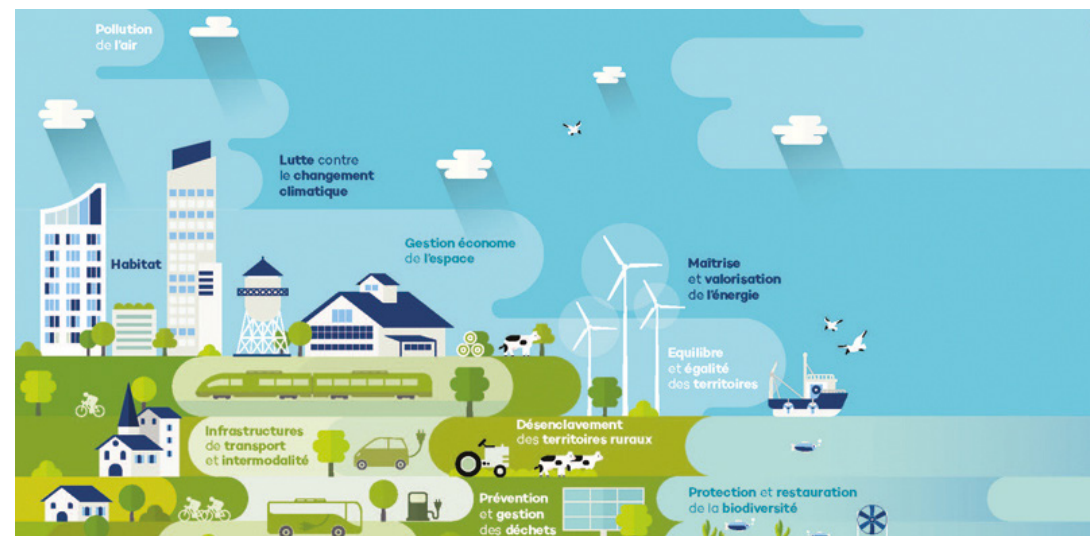 Pollution
de l'air
Lutte contre
le changement
climatique
Habitat
Gestion économe
de l'espace
Maîtrise
et valorisation
de l'énergie
Equilibre
et égalité
des territoires
Infrastructures
de transport
et intermodalité
Désenclavement
des territoires ruraux
Prévention
et gestion
des déchets
Protection et restauration
de la biodiversité